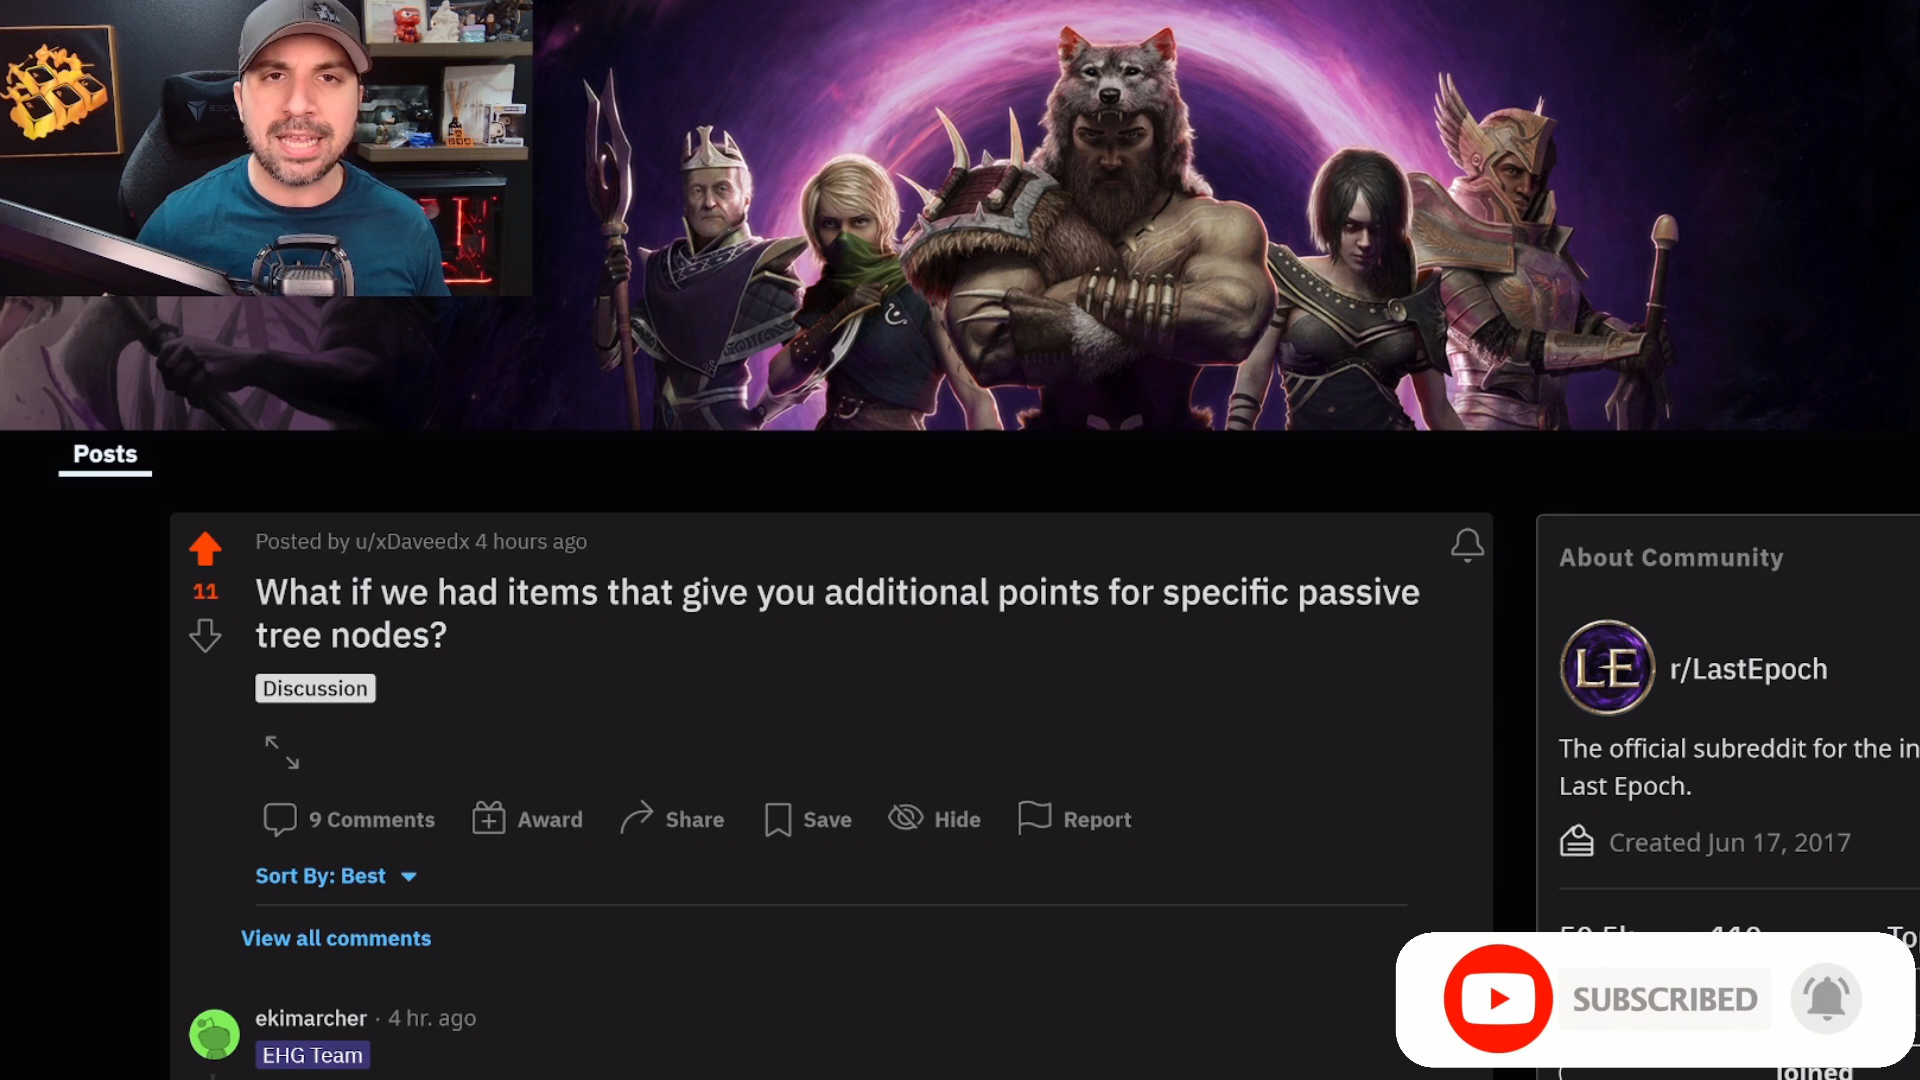 Posts
Posted by u/xDaveedx 4 hours ago
11
What if we had items that give you additional points for specific passive
tree nodes?
Discussion
9 Comments
Award
Share
Save
Hide
Report
Sort By: Best
View all comments
ekimarcher · 4 hr. ago
EHG Team
About Community
LE
r/LastEpoch
The official subreddit for the in
Last Epoch.
Created Jun 17, 2017
SUBSCRIBED
Joined